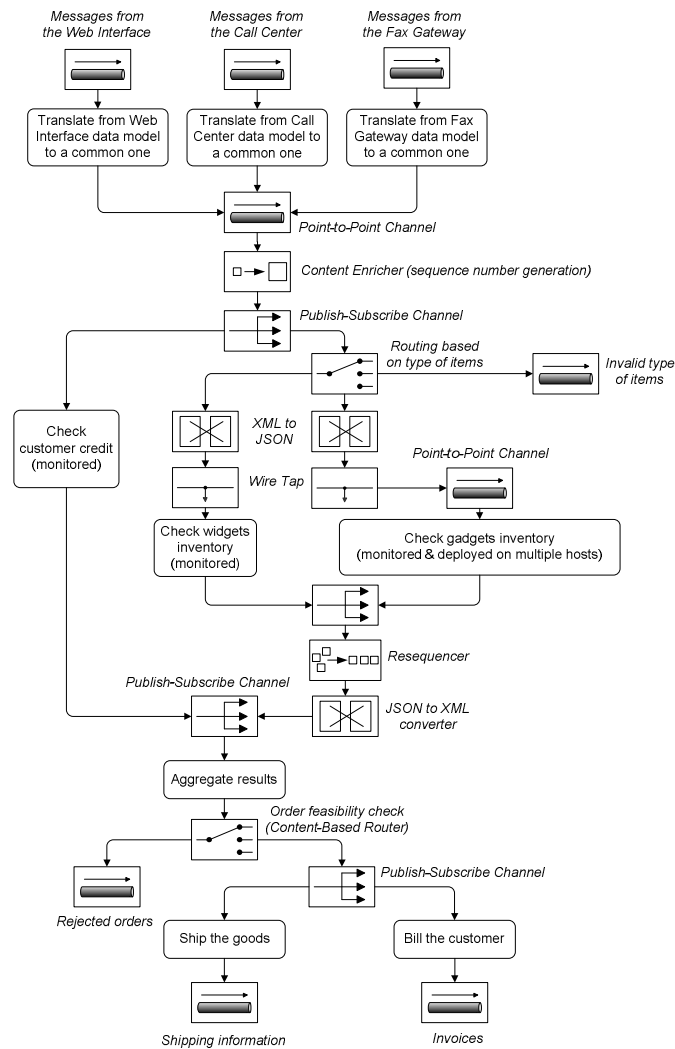 Messages from
the Web Interface
Messages from
the Call Center
Messages from
the Fax Gateway
Translate from Web
Interface data model
to a common one
Translate from Call
Center data model to
a common one
Translate from Fax
Gateway data model
to a common one
Point-to-Point Channel
Content Enricher (sequence number generation)
Publish-Subscribe Channel
Routing based
on type of items
Invalid type
of items
Check
customer credit
(monitored)
XML to
JSON
Wire Tap
Point-to-Point Channel
Check widgets
inventory
(monitored)
Check gadgets inventory
(monitored & deployed on multiple hosts)
Resequencer
Publish-Subscribe Channel
JSON to XML
converter
Aggregate results
Order feasibility check
(Content-Based Router)
Publish-Subscribe Channel
Rejected orders
Ship the goods
Bill the customer
Shipping information
Invoices